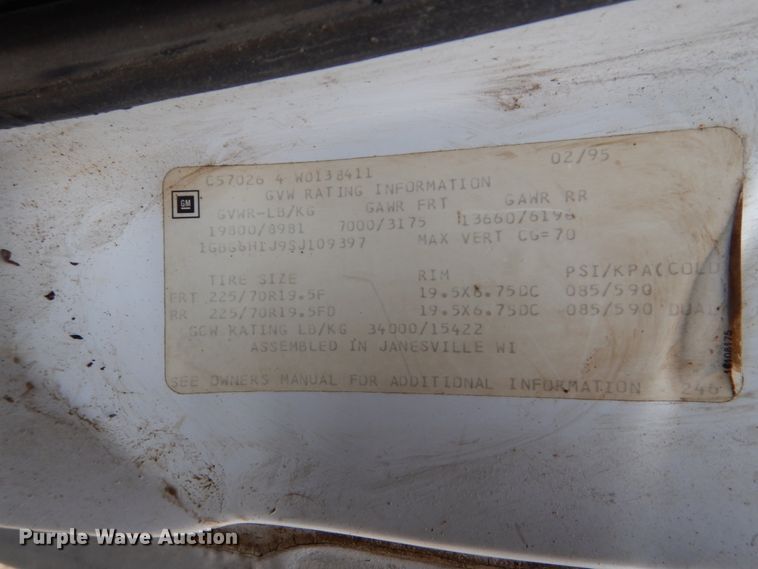 C57026 4 W0138411 02/95
GVW RATING INFORMATION
GM
GVWR-LB/KG GAWR FRT GAWR RR
19800/8981 7000/3175 13660/6196
1GBG6H1J9SJ109397 MAX VERT CG=70
TIRE SIZE RIM PSI/KPA(COLD
FRT 225/70R19.5F 19.5X6.75DC 085/590
RR 225/70R19.5FD 19.5X6.75DC 085/590 DUAL
GCW RATING LB/KG 34000/15422
ASSEMBLED IN JANESVILLE WI
SEE OWNERS MANUAL FOR ADDITIONAL INFORMATION 246
Purple Wave Auction